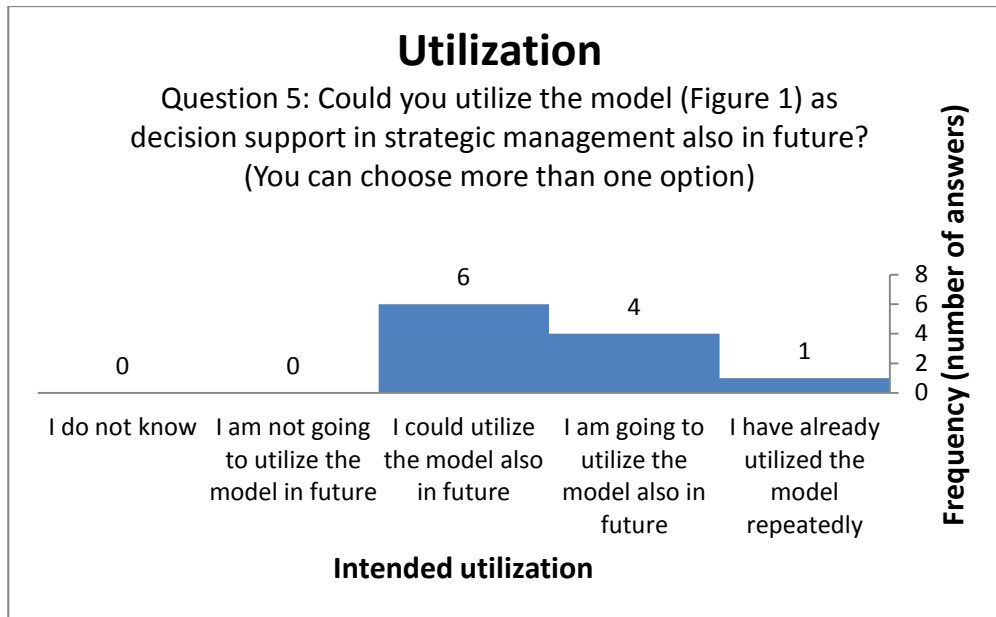 Utilization
Question 5: Could you utilize the model (Figure 1) as
decision support in strategic management also in future?
(You can choose more than one option)
0
0
6
4
1
8
6
4
2
0
Frequency (number of answers)
I do not know
I am not going
to utilize the
model in future
I could utilize
the model also
in future
I am going to
utilize the
model also in
future
I have already
utilized the
model
repeatedly
Intended utilization